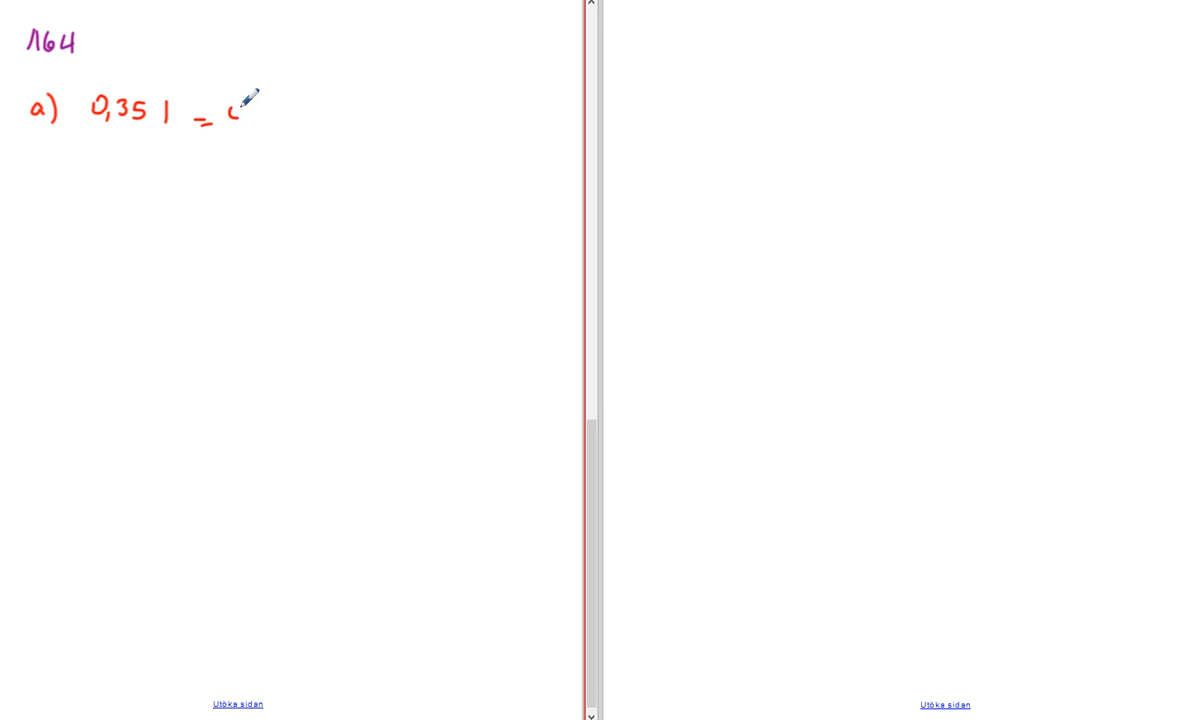 164
a) 0,35 l =
Utöka sidan
Utöka sidan